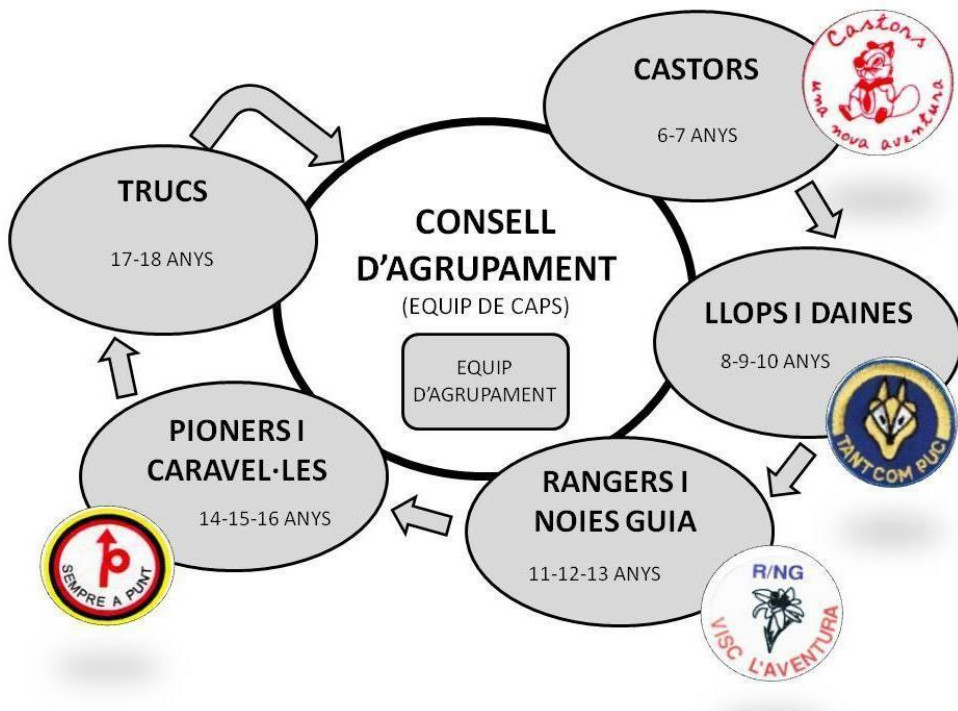 CASTORS
6-7 ANYS
Castors
una nova aventura
LLOPS I DAINES
8-9-10 ANYS
TANT COM PUC
RANGERS I
NOIES GUIA
11-12-13 ANYS
R/NG
VISC L'AVENTURA
PIONERS I
CARAVEL·LES
14-15-16 ANYS
p
SEMPRE A PUNT
TRUCS
17-18 ANYS
CONSELL
D'AGRUPAMENT
(EQUIP DE CAPS)
EQUIP
D'AGRUPAMENT